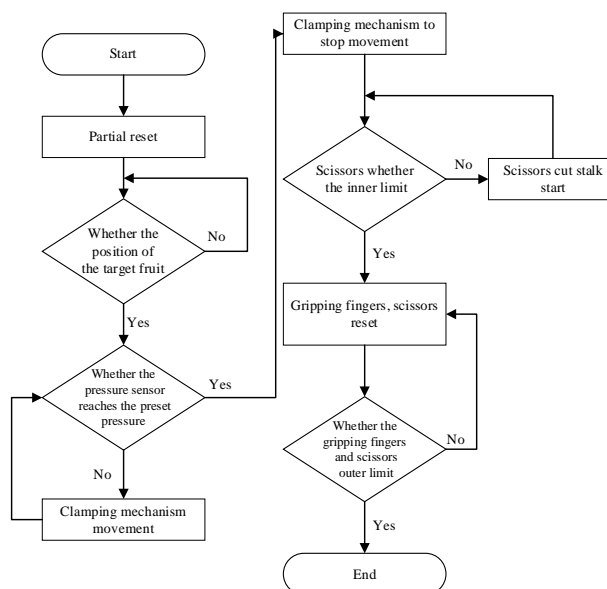 Start
Partial reset
Whether the
position of
the target fruit
No
Yes
Whether the
pressure sensor
reaches the preset
pressure
Yes
No
Clamping mechanism
movement
Clamping mechanism to
stop movement
Scissors whether
the inner limit
No
Scissors cut stalk
start
Yes
Gripping fingers, scissors
reset
Whether the
gripping fingers
and scissors
outer limit
No
Yes
End